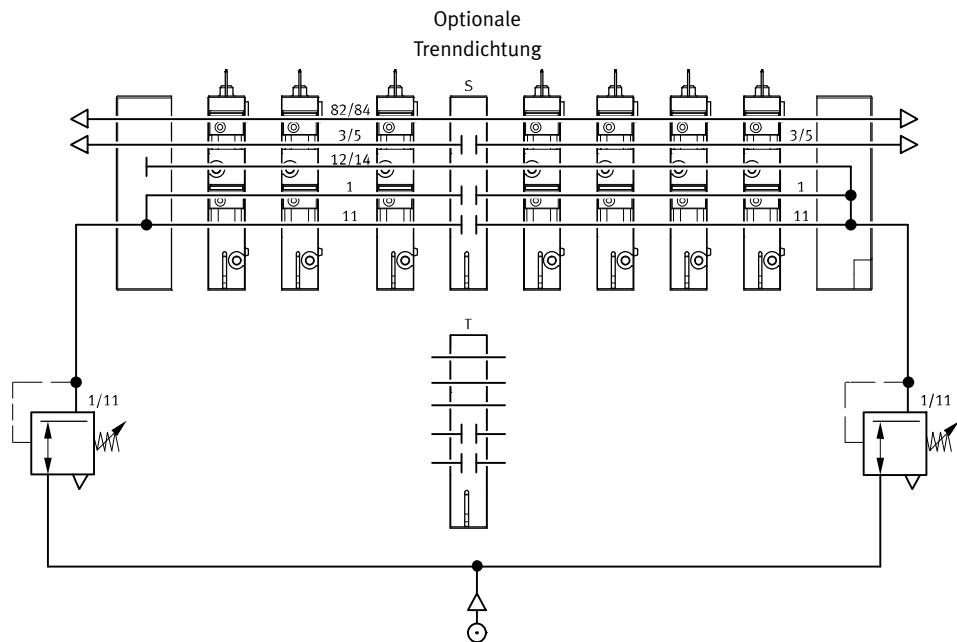 Optionale
Trenndichtung
S
82/84
3/5 3/5
12/14
1 1
11 11
T
1/11 1/11